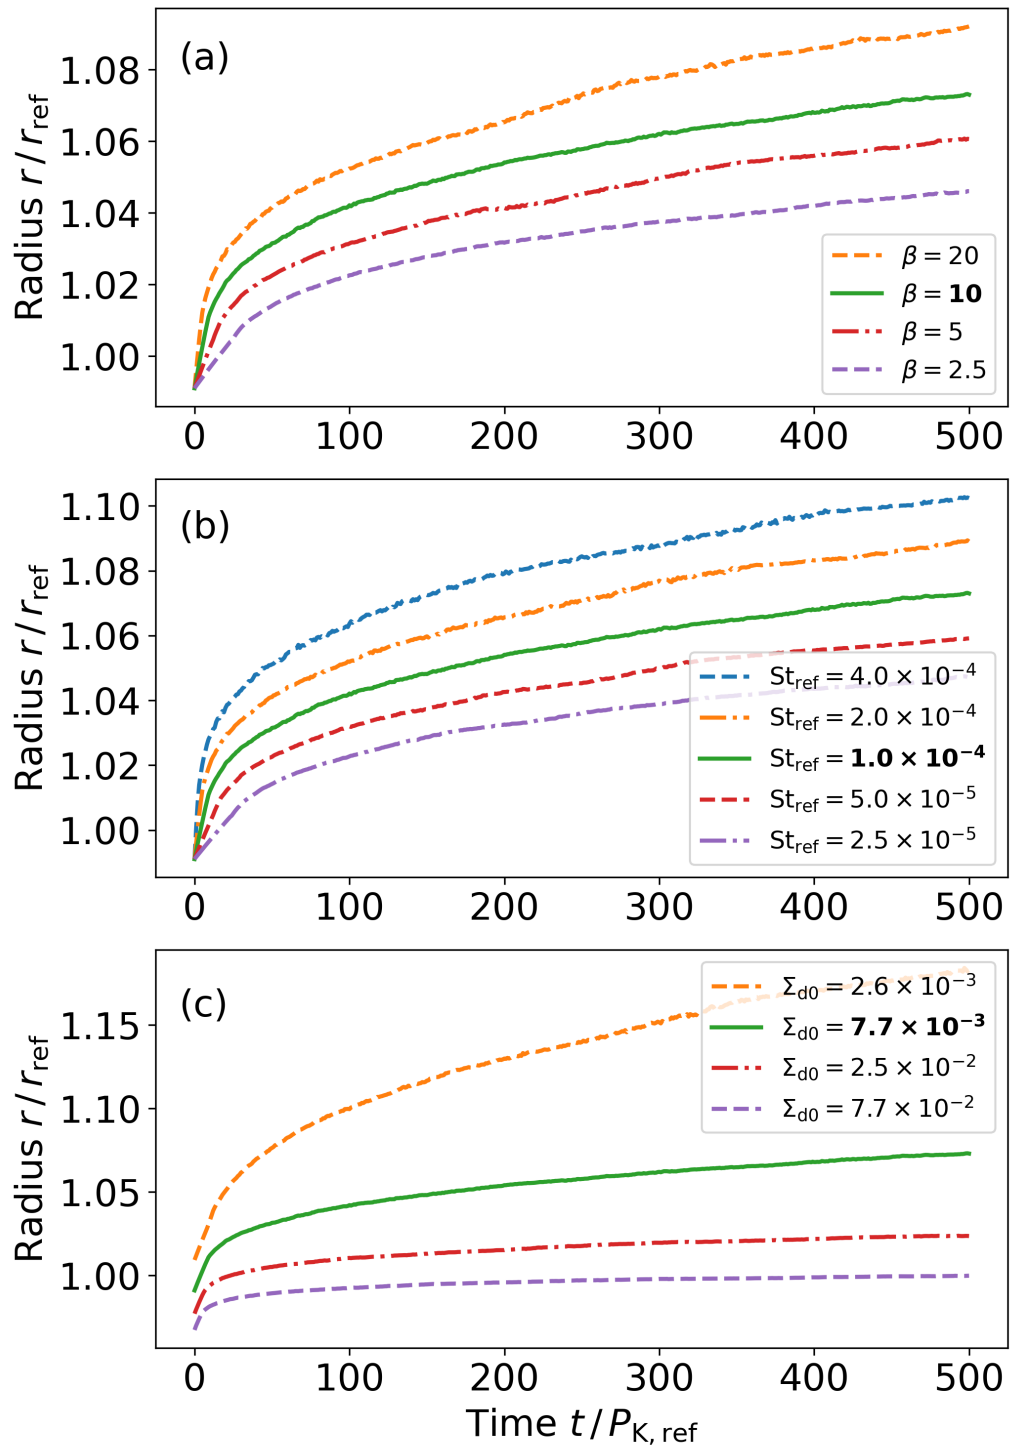 (a)
Radius r / r_ref
1.08
1.06
1.04
1.02
1.00
β = 20
β = 10
β = 5
β = 2.5
0 100 200 300 400 500
(b)
Radius r / r_ref
1.10
1.08
1.06
1.04
1.02
1.00
St_ref = 4.0 × 10⁻⁴
St_ref = 2.0 × 10⁻⁴
St_ref = 1.0 × 10⁻⁴
St_ref = 5.0 × 10⁻⁵
St_ref = 2.5 × 10⁻⁵
0 100 200 300 400 500
(c)
Radius r / r_ref
1.15
1.10
1.05
1.00
Σ_d0 = 2.6 × 10⁻³
Σ_d0 = 7.7 × 10⁻³
Σ_d0 = 2.5 × 10⁻²
Σ_d0 = 7.7 × 10⁻²
0 100 200 300 400 500
Time t / P_K, ref